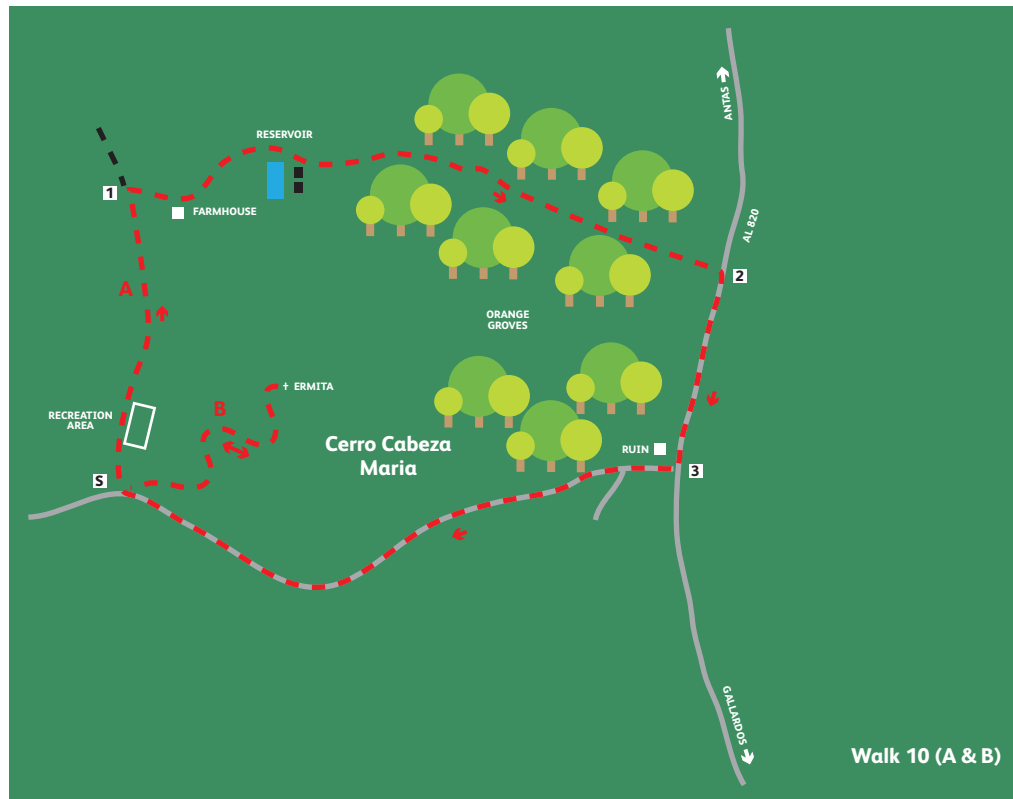 ANTAS
RESERVOIR
1
FARMHOUSE
AL 820
2
A
ORANGE
GROVES
† ERMITA
B
RECREATION
AREA
Cerro Cabeza
Maria
RUIN
3
S
GALLARDOS
Walk 10 (A & B)